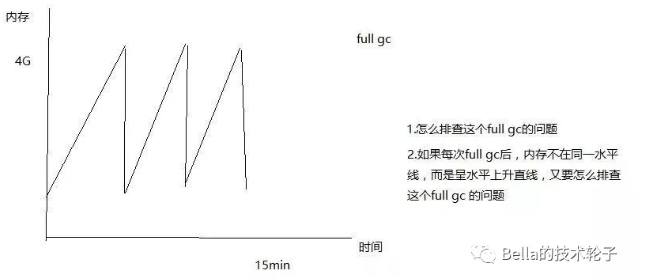 内存
full gc
4G
1.怎么排查这个full gc的问题
2.如果每次full gc后，内存不在同一水平
线，而是呈水平上升直线，又要怎么排查
这个full gc 的问题
时间
15min
Bella的技术轮子